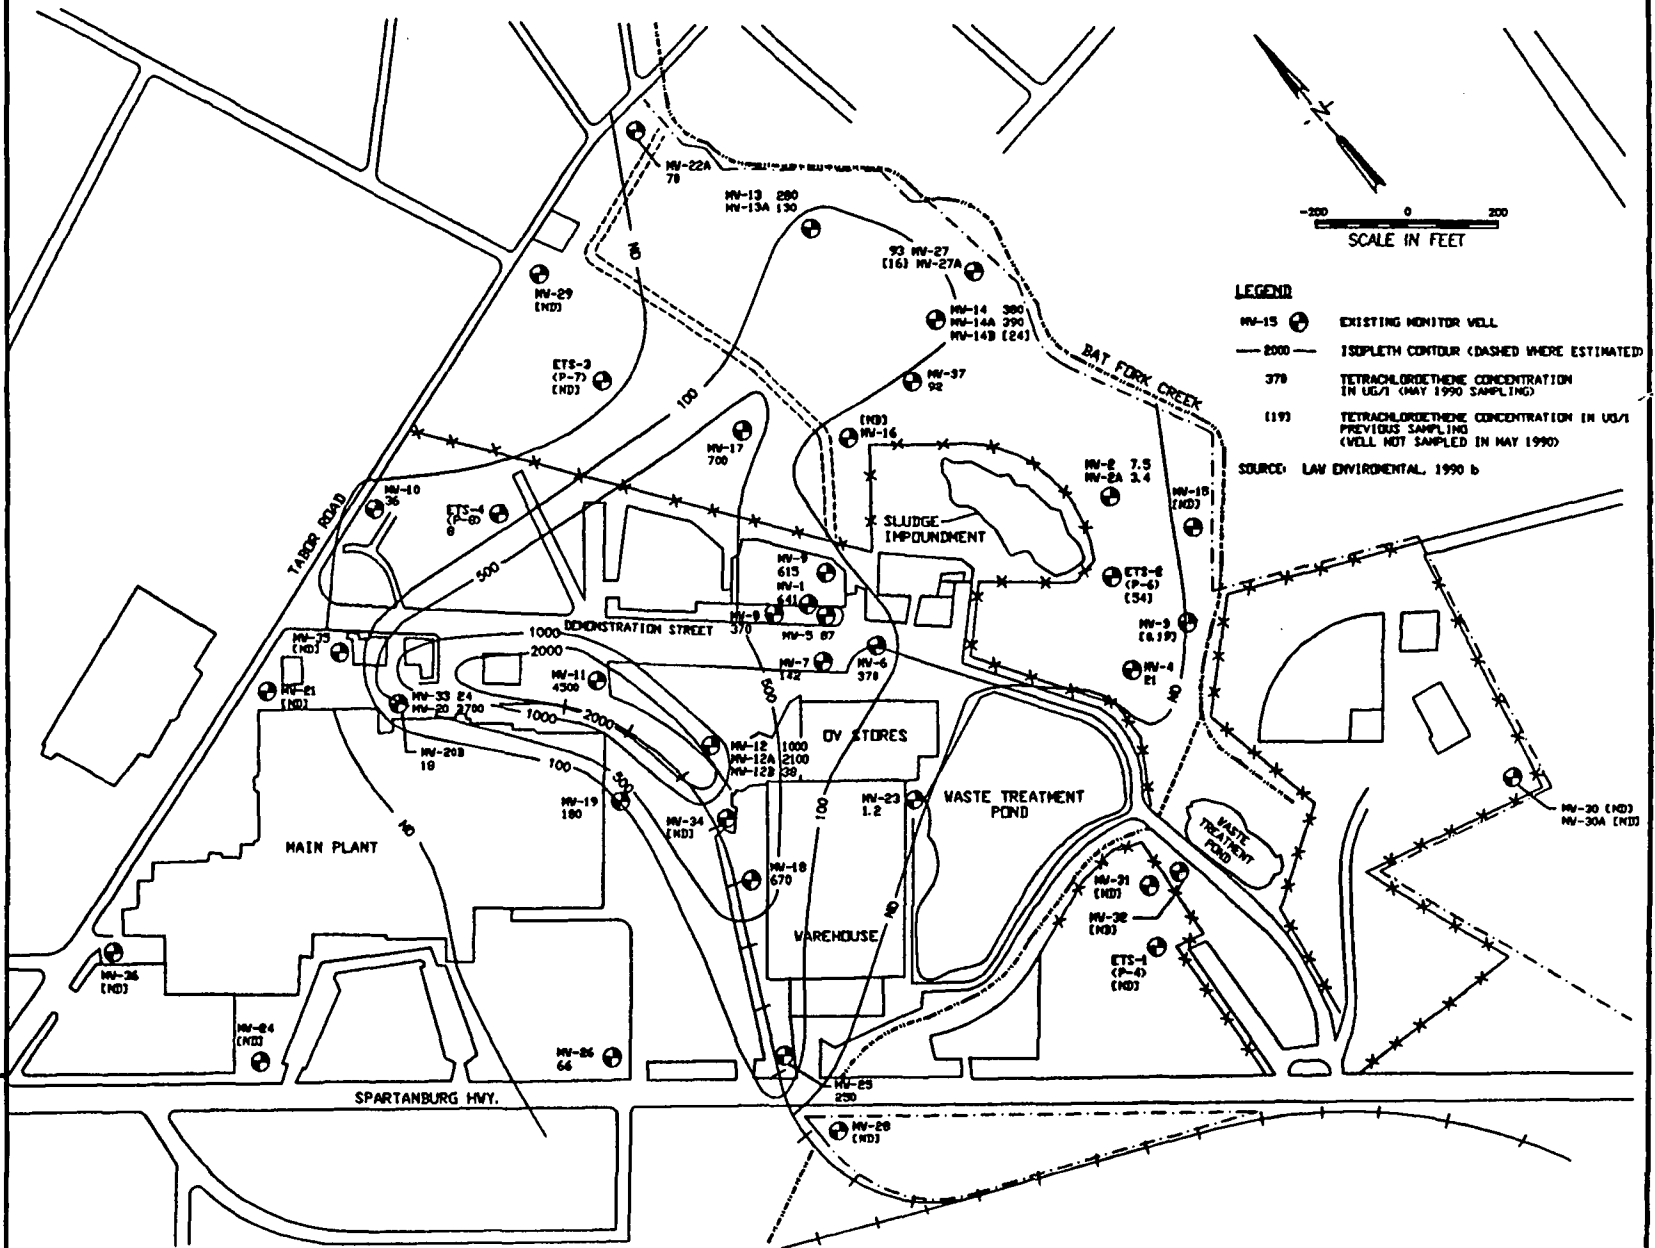 MW-22A
78
MW-13 280
MW-13A 130
93 MW-27
[16] MW-27A
N
-200 0 200
SCALE IN FEET
LEGEND
MW-15 EXISTING MONITOR WELL
2000 ISOPLETH CONTOUR (DASHED WHERE ESTIMATED)
370 TETRACHLOROETHENE CONCENTRATION
IN UG/l (MAY 1990 SAMPLING)
[19] TETRACHLOROETHENE CONCENTRATION IN UG/l
PREVIOUS SAMPLING
(WELL NOT SAMPLED IN MAY 1990)
SOURCE: LAW ENVIROMENTAL, 1990 b
ND
MW-29
[ND]
MW-14 380
MW-14A 390
MW-14B [24]
BAT FORK CREEK
ETS-3
(P-7)
[ND]
MW-37
92
100
[ND]
MW-16
MW-17
700
MW-2 7.5
MW-2A 3.4
MW-15
[ND]
MW-10
36
ETS-4
(P-8)
8
TABOR ROAD
SLUDGE
IMPOUNDMENT
500
615
MW-1
641
ETS-2
(P-6)
[54]
MW-8
370
MW-5 87
DEMONSTRATION STREET
MW-9
[0.19]
1000
2000
MW-35
[ND]
MW-7
142
MW-6
370
MW-4
21
ND
MW-21
[ND]
MW-11
4500
MW-33 24
MW-20 2700
1000
2000
500
MW-12 1000
MW-12A 2100
MW-12B 38
OV STORES
MW-20B
18
100
500
MW-19
180
MW-34
[ND]
100
MW-23
1.2
WASTE TREATMENT
POND
WASTE
TREATMENT
POND
MW-30 [ND]
MW-30A [ND]
MAIN PLANT
ND
MW-18
670
MW-31
[ND]
MW-32
[ND]
ND
WAREHOUSE
ETS-1
(P-4)
[ND]
MW-36
[ND]
MW-24
[ND]
MW-26
66
MW-25
250
SPARTANBURG HWY.
MW-28
[ND]